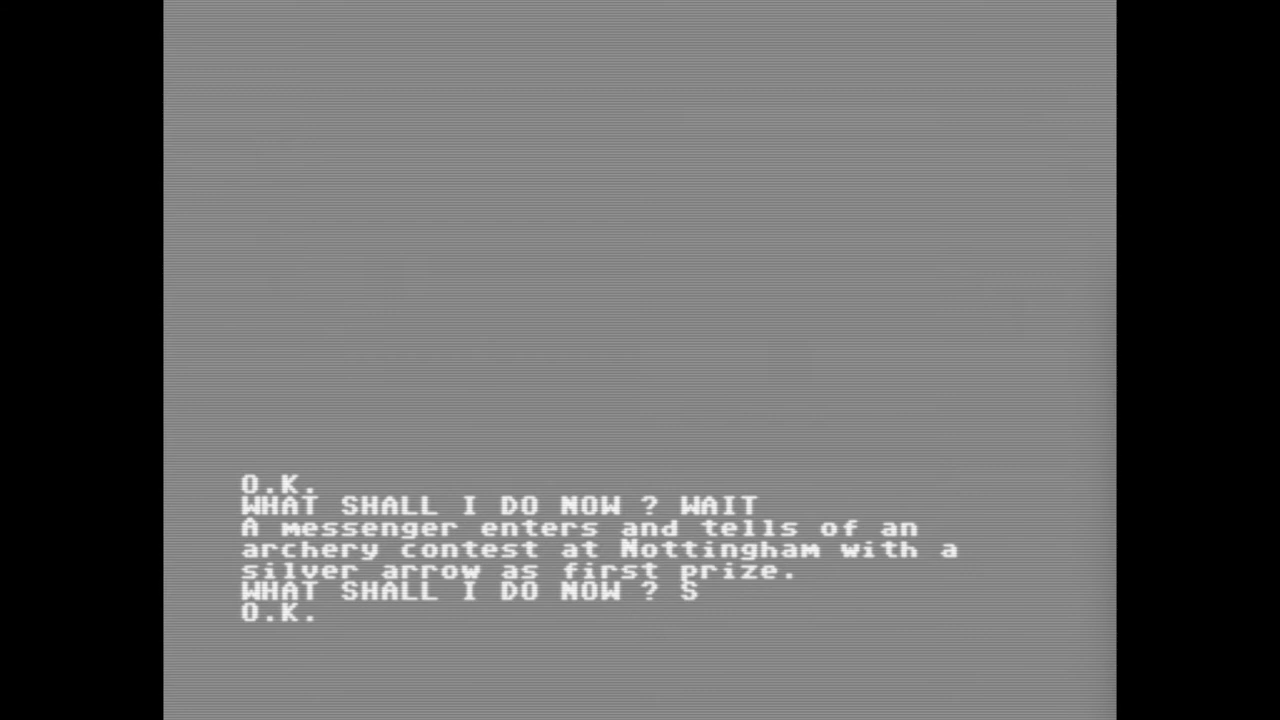 O.K.
WHAT SHALL I DO NOW ? WAIT
A messenger enters and tells of an
archery contest at Nottingham with a
silver arrow as first prize.
WHAT SHALL I DO NOW ? S
O.K.